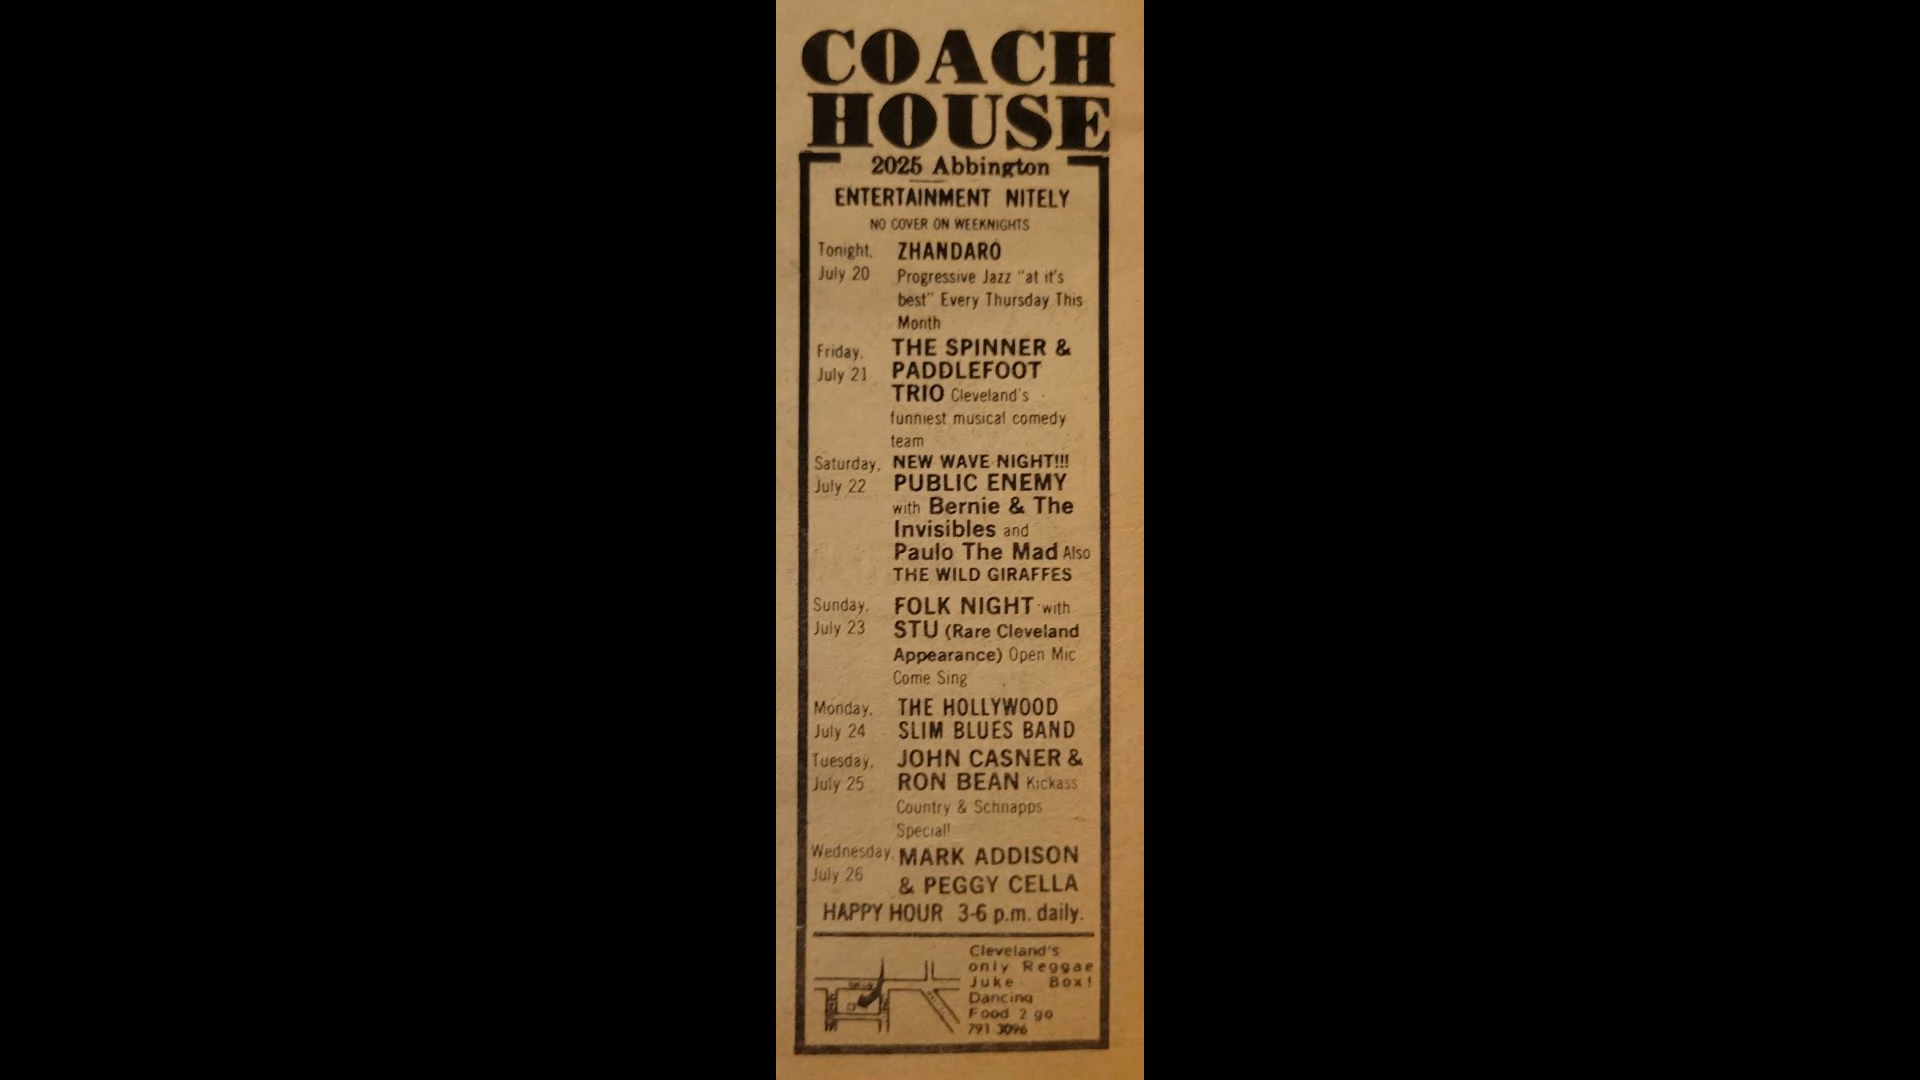 COACH
HOUSE
2025 Abbington
ENTERTAINMENT NITELY
NO COVER ON WEEKNIGHTS
Tonight, ZHANDARO
July 20 Progressive Jazz "at it's
best" Every Thursday This
Month
Friday, THE SPINNER &
July 21 PADDLEFOOT
TRIO Cleveland's
funniest musical comedy
team
Saturday, NEW WAVE NIGHT!!!
July 22 PUBLIC ENEMY
with Bernie & The
Invisibles and
Paulo The Mad Also
THE WILD GIRAFFES
Sunday, FOLK NIGHT with
July 23 STU (Rare Cleveland
Appearance) Open Mic
Come Sing
Monday, THE HOLLYWOOD
July 24 SLIM BLUES BAND
Tuesday, JOHN CASNER &
July 25 RON BEAN Kickass
Country & Schnapps
Special!
Wednesday, MARK ADDISON
July 26 & PEGGY CELLA
HAPPY HOUR 3-6 p.m. daily.
Cleveland's
only Reggae
Juke Box!
Dancing
Food 2 go
791 3096